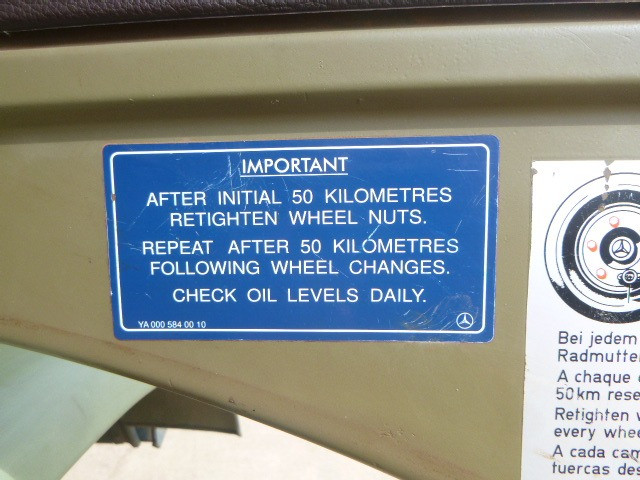 IMPORTANT
AFTER INITIAL 50 KILOMETRES
RETIGHTEN WHEEL NUTS.
REPEAT AFTER 50 KILOMETRES
FOLLOWING WHEEL CHANGES.
CHECK OIL LEVELS DAILY.
YA 000 584 00 10
Bei jedem
Radmutte
A chaque
50km rese
Retighten
every whee
A cada cam
tuercas des